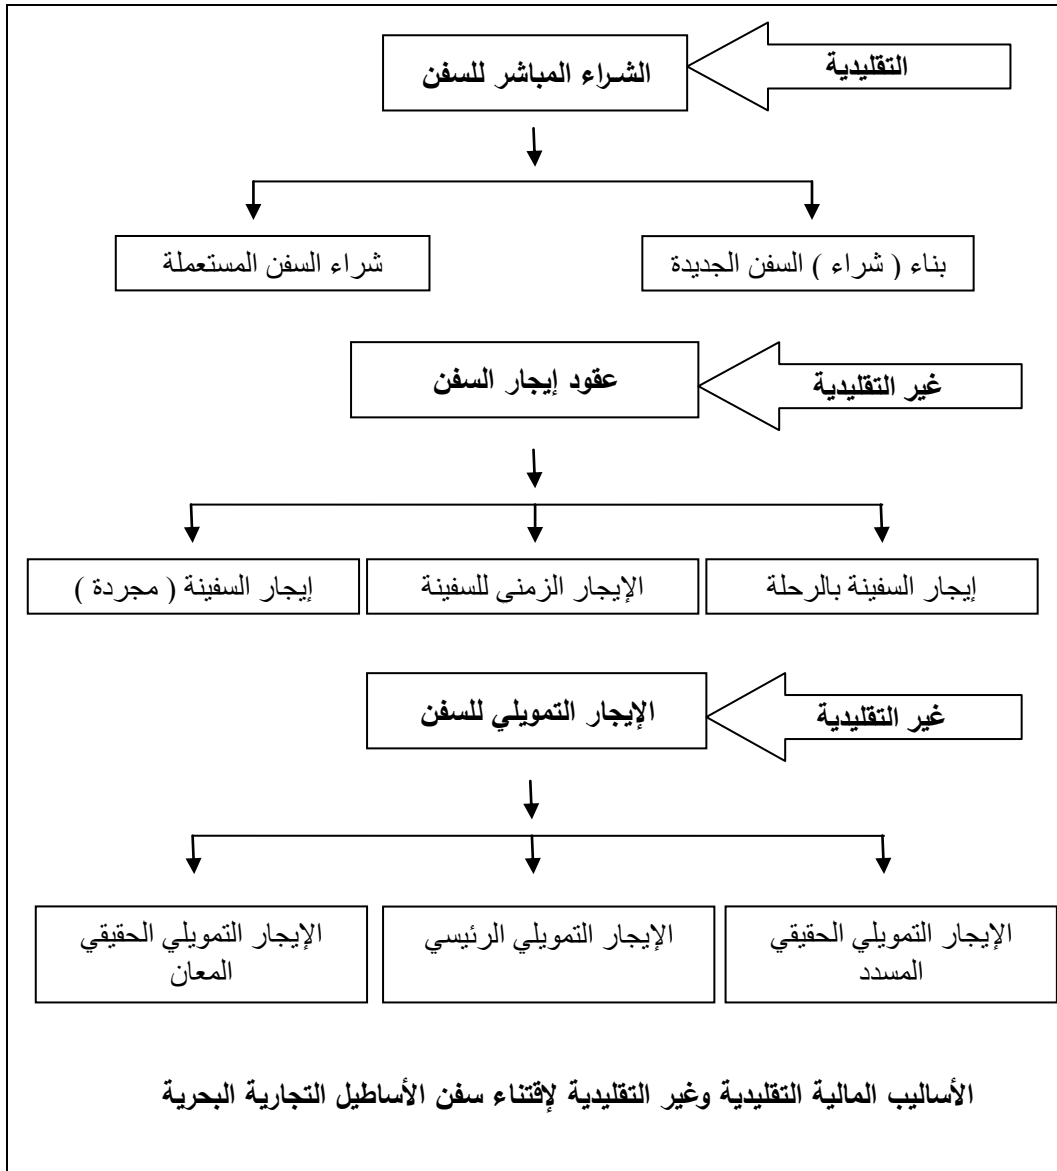 التقليدية
الشراء المباشر للسفن
بناء ( شراء ) السفن الجديدة
شراء السفن المستعملة
غير التقليدية
عقود إيجار السفن
إيجار السفينة بالرحلة
الإيجار الزمنى للسفينة
إيجار السفينة ( مجردة )
غير التقليدية
الإيجار التمويلي للسفن
الإيجار التمويلي الحقيقي
المسدد
الإيجار التمويلي الرئيسي
الإيجار التمويلي الحقيقي
المعان
الأساليب المالية التقليدية وغير التقليدية لإقتناء سفن الأساطيل التجارية البحرية